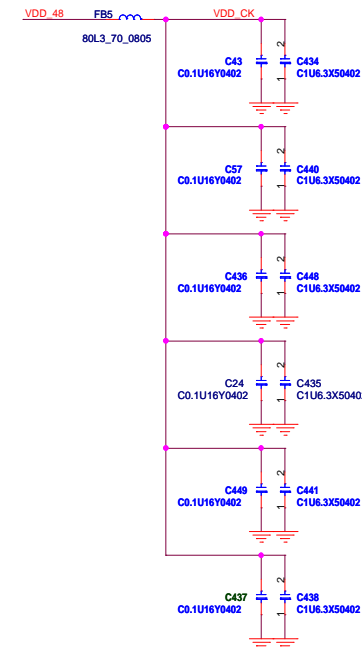 VDD_48 FB5 VDD_CK
80L3_70_0805
C43 2 C434
C0.1U16Y0402 1 C1U6.3X50402
C57 2 C440
C0.1U16Y0402 1 C1U6.3X50402
C436 2 C448
C0.1U16Y0402 1 C1U6.3X50402
C24 2 C435
C0.1U16Y0402 1 C1U6.3X5040
C449 2 C441
C0.1U16Y0402 1 C1U6.3X50402
C437 2 C438
C0.1U16Y0402 1 C1U6.3X50402